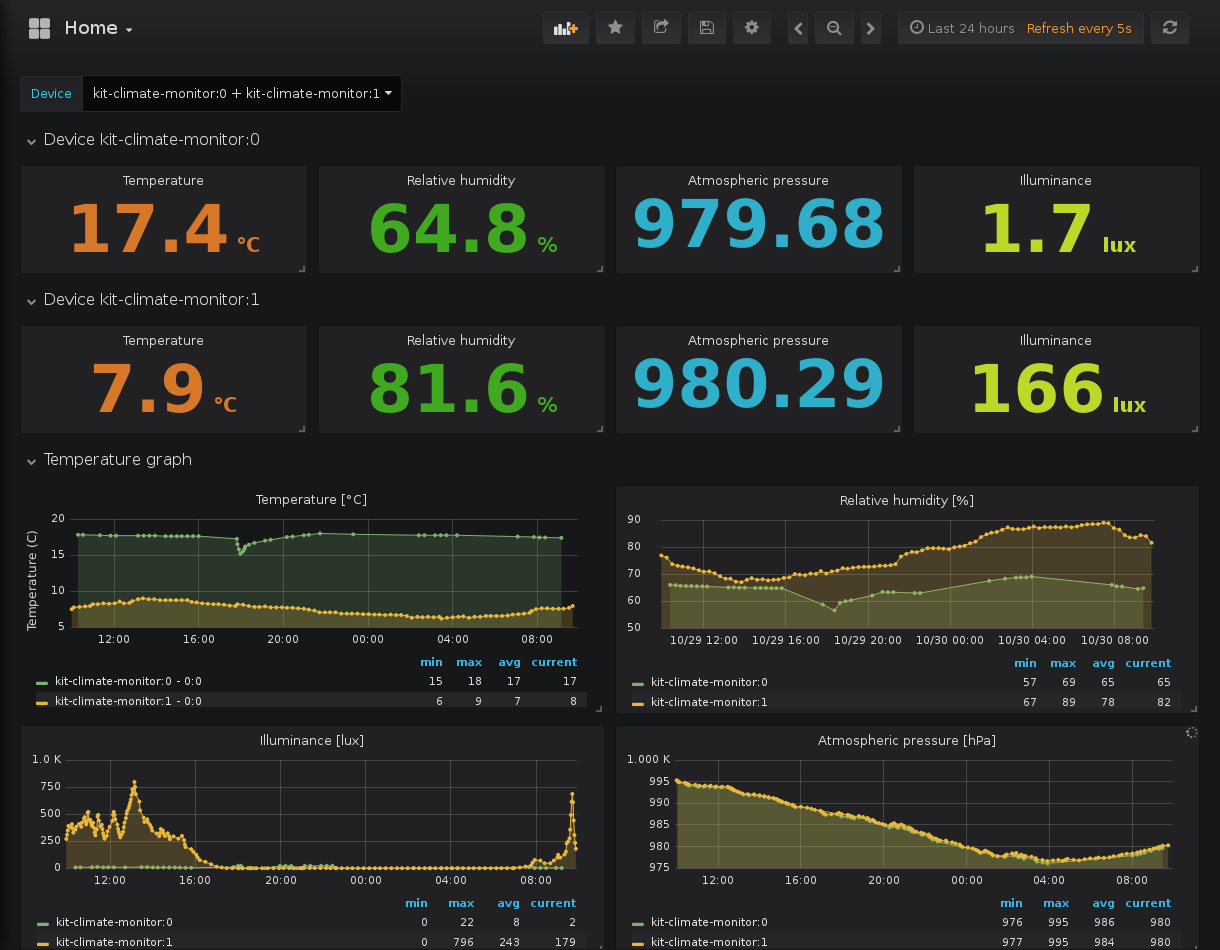 Home
Last 24 hours Refresh every 5s
Device kit-climate-monitor:0 + kit-climate-monitor:1
Device kit-climate-monitor:0
Temperature Relative humidity Atmospheric pressure Illuminance
17.4 °C 64.8 % 979.68 1.7 lux
Device kit-climate-monitor:1
Temperature Relative humidity Atmospheric pressure Illuminance
7.9 °C 81.6 % 980.29 166 lux
Temperature graph
Temperature [°C]
Temperature (C)
20
15
10
5
12:00 16:00 20:00 00:00 04:00 08:00
min max avg current
kit-climate-monitor:0 - 0:0 15 18 17 17
kit-climate-monitor:1 - 0:0 6 9 7 8
Relative humidity [%]
90
80
70
60
50
10/29 12:00 10/29 16:00 10/29 20:00 10/30 00:00 10/30 04:00 10/30 08:00
min max avg current
kit-climate-monitor:0 57 69 65 65
kit-climate-monitor:1 67 89 78 82
Illuminance [lux]
1.0 K
750
500
250
0
12:00 16:00 20:00 00:00 04:00 08:00
min max avg current
kit-climate-monitor:0 0 22 8 2
kit-climate-monitor:1 0 796 243 179
Atmospheric pressure [hPa]
1.000 K
995
990
985
980
975
12:00 16:00 20:00 00:00 04:00 08:00
min max avg current
kit-climate-monitor:0 976 995 986 980
kit-climate-monitor:1 977 995 984 980